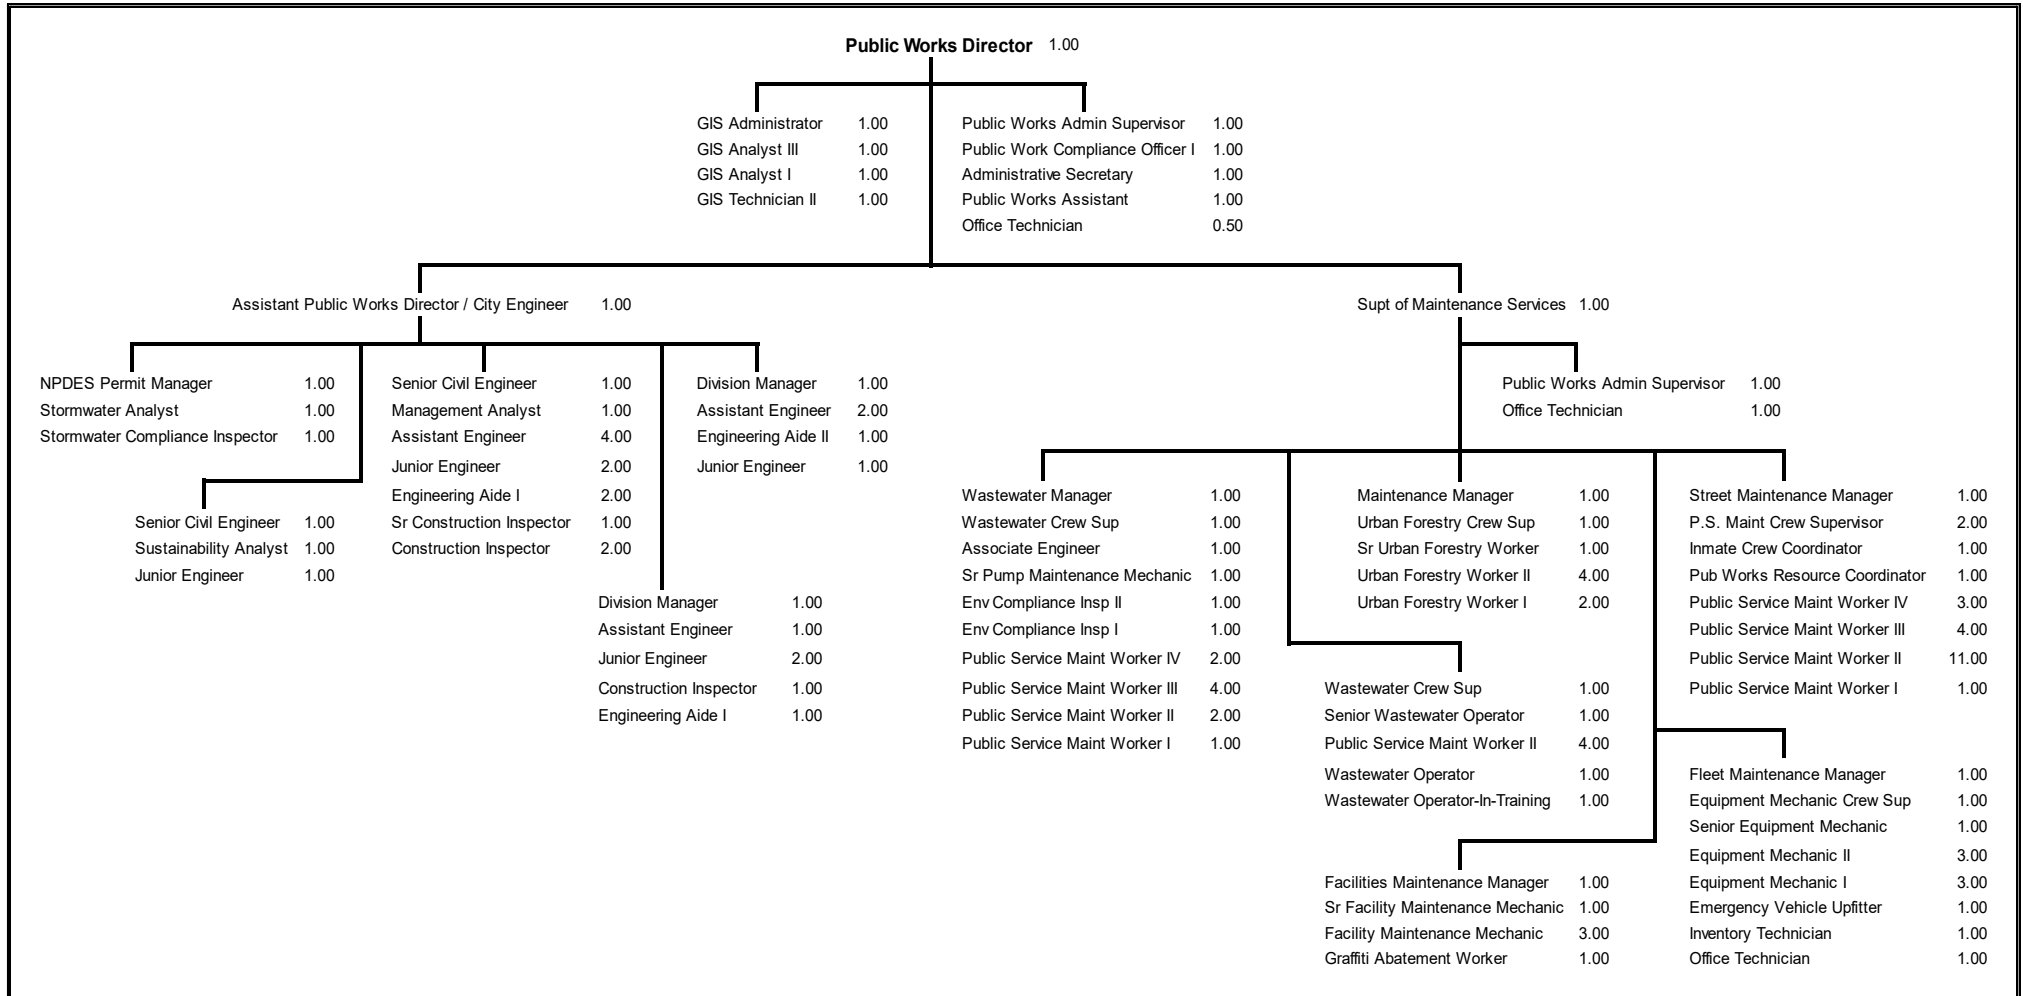 Public Works Director 1.00
GIS Administrator 1.00
GIS Analyst III 1.00
GIS Analyst I 1.00
GIS Technician II 1.00
Public Works Admin Supervisor 1.00
Public Work Compliance Officer I 1.00
Administrative Secretary 1.00
Public Works Assistant 1.00
Office Technician 0.50
Assistant Public Works Director / City Engineer 1.00
Supt of Maintenance Services 1.00
NPDES Permit Manager 1.00
Stormwater Analyst 1.00
Stormwater Compliance Inspector 1.00
Senior Civil Engineer 1.00
Sustainability Analyst 1.00
Junior Engineer 1.00
Senior Civil Engineer 1.00
Management Analyst 1.00
Assistant Engineer 4.00
Junior Engineer 2.00
Engineering Aide I 2.00
Sr Construction Inspector 1.00
Construction Inspector 2.00
Division Manager 1.00
Assistant Engineer 1.00
Junior Engineer 2.00
Construction Inspector 1.00
Engineering Aide I 1.00
Division Manager 1.00
Assistant Engineer 2.00
Engineering Aide II 1.00
Junior Engineer 1.00
Public Works Admin Supervisor 1.00
Office Technician 1.00
Wastewater Manager 1.00
Wastewater Crew Sup 1.00
Associate Engineer 1.00
Sr Pump Maintenance Mechanic 1.00
Env Compliance Insp II 1.00
Env Compliance Insp I 1.00
Public Service Maint Worker IV 2.00
Public Service Maint Worker III 4.00
Public Service Maint Worker II 2.00
Public Service Maint Worker I 1.00
Maintenance Manager 1.00
Urban Forestry Crew Sup 1.00
Sr Urban Forestry Worker 1.00
Urban Forestry Worker II 4.00
Urban Forestry Worker I 2.00
Wastewater Crew Sup 1.00
Senior Wastewater Operator 1.00
Public Service Maint Worker II 4.00
Wastewater Operator 1.00
Wastewater Operator-In-Training 1.00
Facilities Maintenance Manager 1.00
Sr Facility Maintenance Mechanic 1.00
Facility Maintenance Mechanic 3.00
Graffiti Abatement Worker 1.00
Street Maintenance Manager 1.00
P.S. Maint Crew Supervisor 2.00
Inmate Crew Coordinator 1.00
Pub Works Resource Coordinator 1.00
Public Service Maint Worker IV 3.00
Public Service Maint Worker III 4.00
Public Service Maint Worker II 11.00
Public Service Maint Worker I 1.00
Fleet Maintenance Manager 1.00
Equipment Mechanic Crew Sup 1.00
Senior Equipment Mechanic 1.00
Equipment Mechanic II 3.00
Equipment Mechanic I 3.00
Emergency Vehicle Upfitter 1.00
Inventory Technician 1.00
Office Technician 1.00